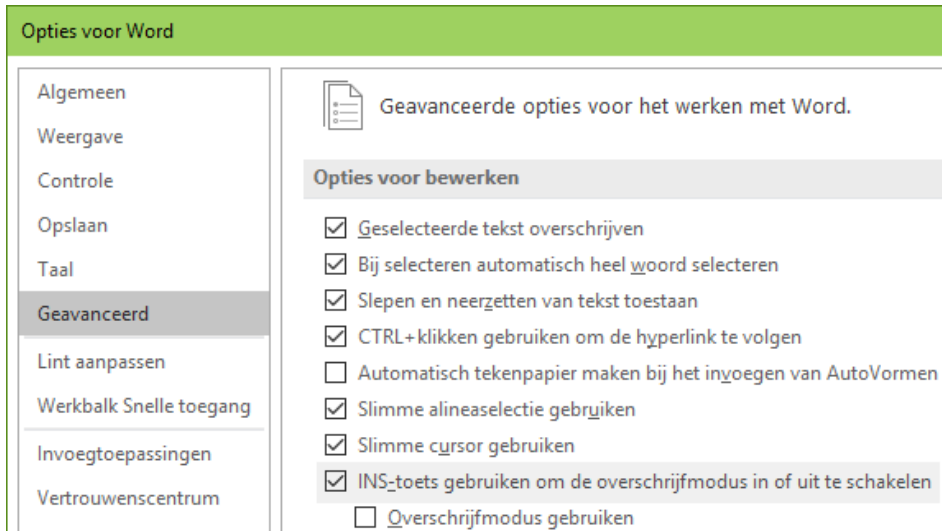 Opties voor Word
Algemeen
Weergave
Controle
Opslaan
Taal
Geavanceerd
Lint aanpassen
Werkbalk Snelle toegang
Invoegtoepassingen
Vertrouwenscentrum
Geavanceerde opties voor het werken met Word.
Opties voor bewerken
Geselecteerde tekst overschrijven
Bij selecteren automatisch heel woord selecteren
Slepen en neerzetten van tekst toestaan
CTRL+klikken gebruiken om de hyperlink te volgen
Automatisch tekenpapier maken bij het invoegen van AutoVormen
Slimme alineaselectie gebruiken
Slimme cursor gebruiken
INS-toets gebruiken om de overschrijfmodus in of uit te schakelen
Overschrijfmodus gebruiken